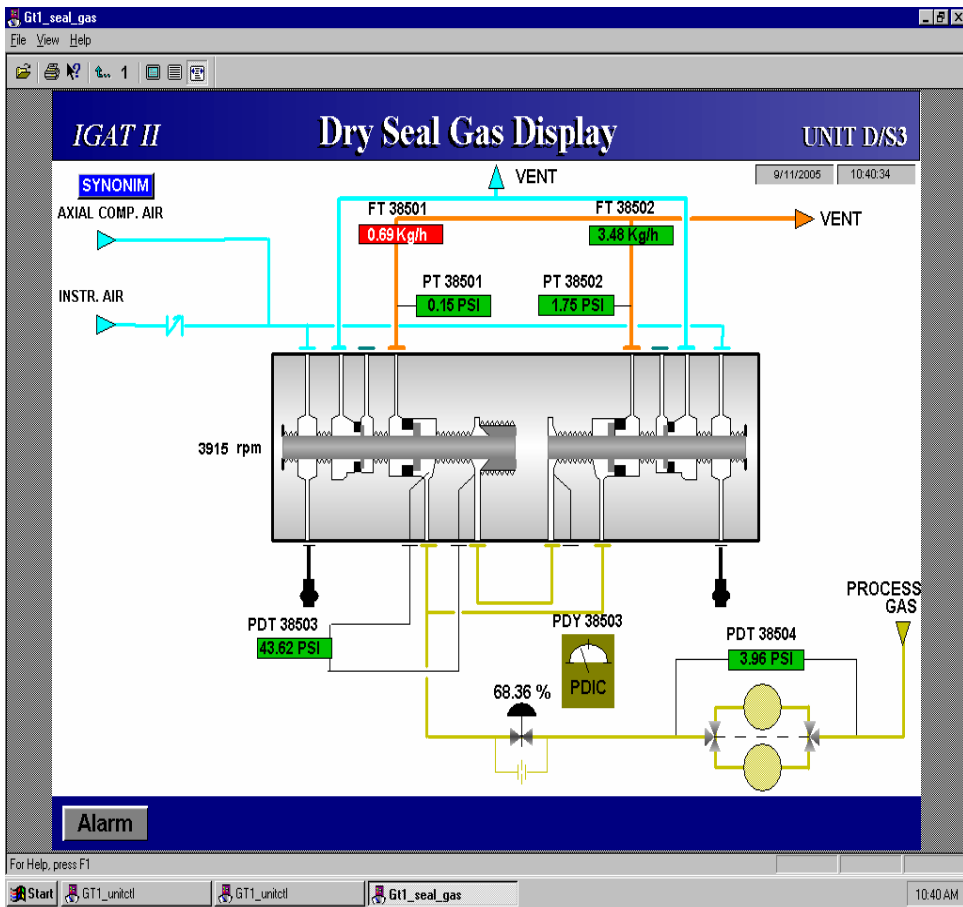 Gt1_seal_gas
File View Help
1
IGAT II
Dry Seal Gas Display
UNIT D/S3
SYNONIM
VENT
9/11/2005
10:40:34
AXIAL COMP. AIR
FT 38501
FT 38502
0.69 Kg/h
3.48 Kg/h
VENT
PT 38501
PT 38502
INSTR. AIR
0.15 PSI
1.75 PSI
3915 rpm
PROCESS
GAS
PDT 38503
PDY 38503
PDT 38504
43.62 PSI
3.96 PSI
PDIC
68.36 %
Alarm
For Help, press F1
Start
GT1_unitctl
GT1_unitctl
Gt1_seal_gas
10:40 AM